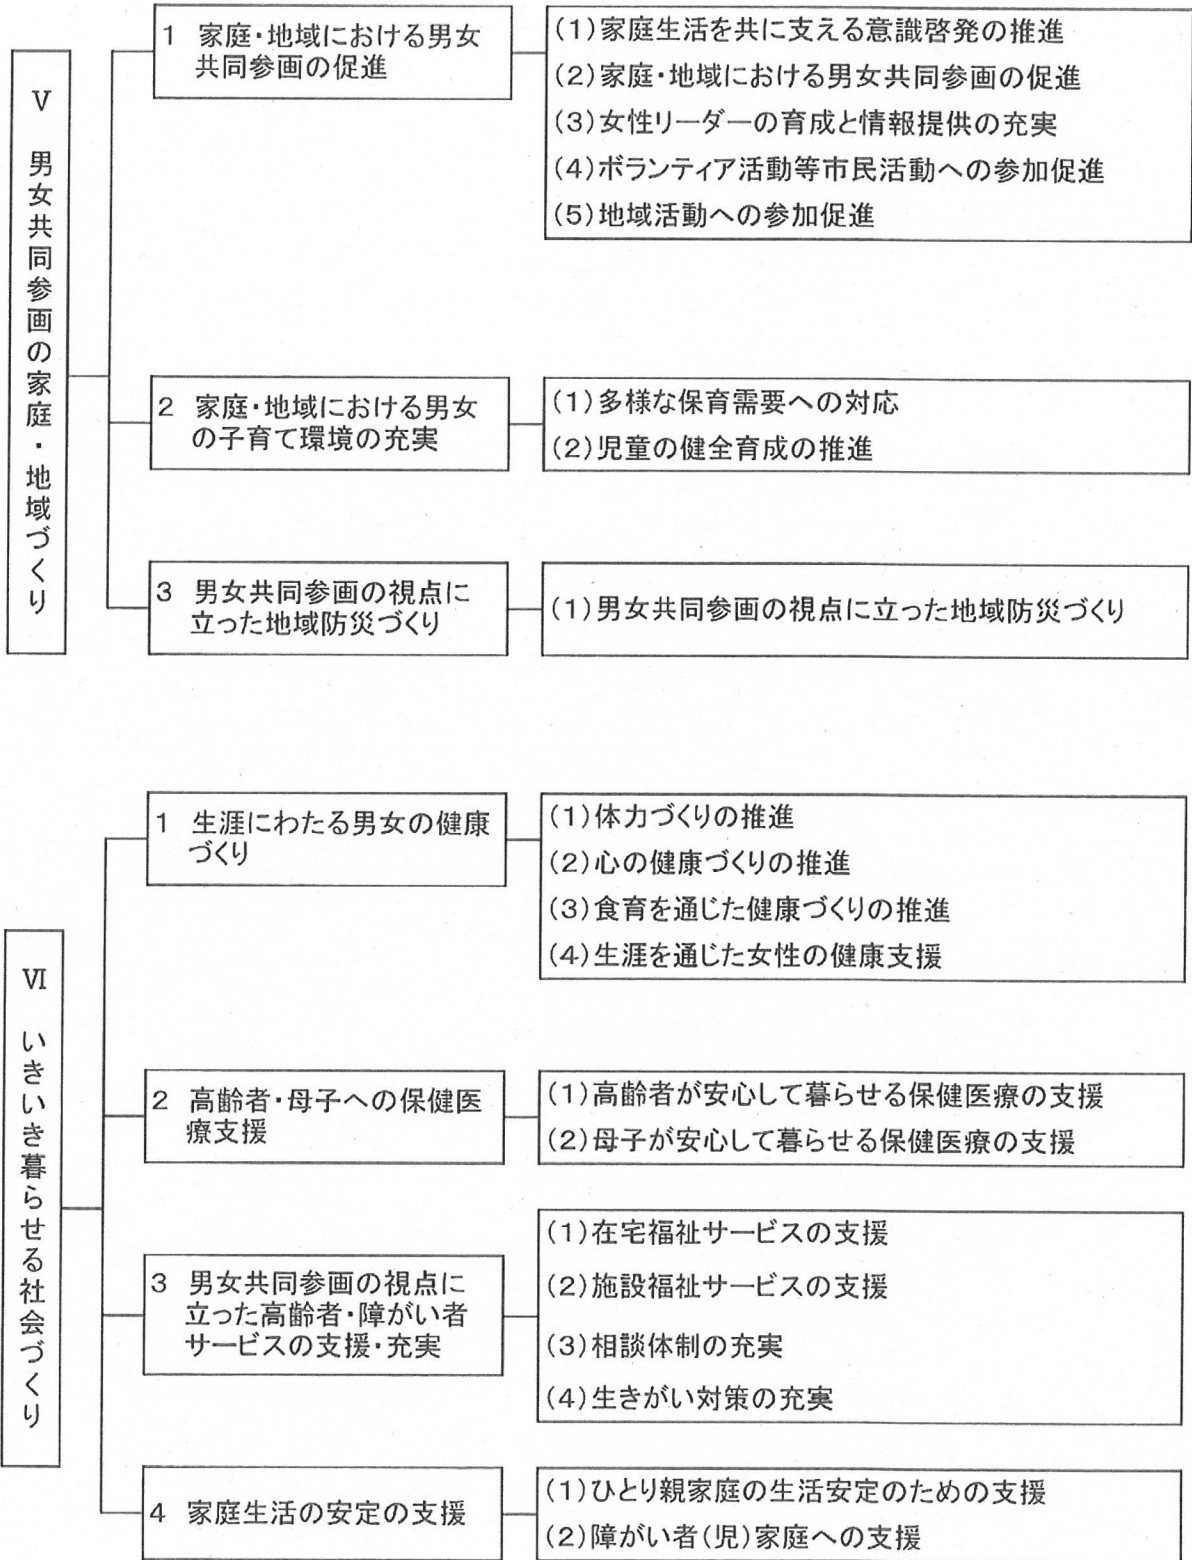 Ⅴ 男女共同参画の家庭・地域づくり
1 家庭・地域における男女
共同参画の促進
(1)家庭生活を共に支える意識啓発の推進
(2)家庭・地域における男女共同参画の促進
(3)女性リーダーの育成と情報提供の充実
(4)ボランティア活動等市民活動への参加促進
(5)地域活動への参加促進
2 家庭・地域における男女
の子育て環境の充実
(1)多様な保育需要への対応
(2)児童の健全育成の推進
3 男女共同参画の視点に
立った地域防災づくり
(1)男女共同参画の視点に立った地域防災づくり
Ⅵ いきいき暮らせる社会づくり
1 生涯にわたる男女の健康
づくり
(1)体力づくりの推進
(2)心の健康づくりの推進
(3)食育を通じた健康づくりの推進
(4)生涯を通じた女性の健康支援
2 高齢者・母子への保健医
療支援
(1)高齢者が安心して暮らせる保健医療の支援
(2)母子が安心して暮らせる保健医療の支援
3 男女共同参画の視点に
立った高齢者・障がい者
サービスの支援・充実
(1)在宅福祉サービスの支援
(2)施設福祉サービスの支援
(3)相談体制の充実
(4)生きがい対策の充実
4 家庭生活の安定の支援
(1)ひとり親家庭の生活安定のための支援
(2)障がい者(児)家庭への支援